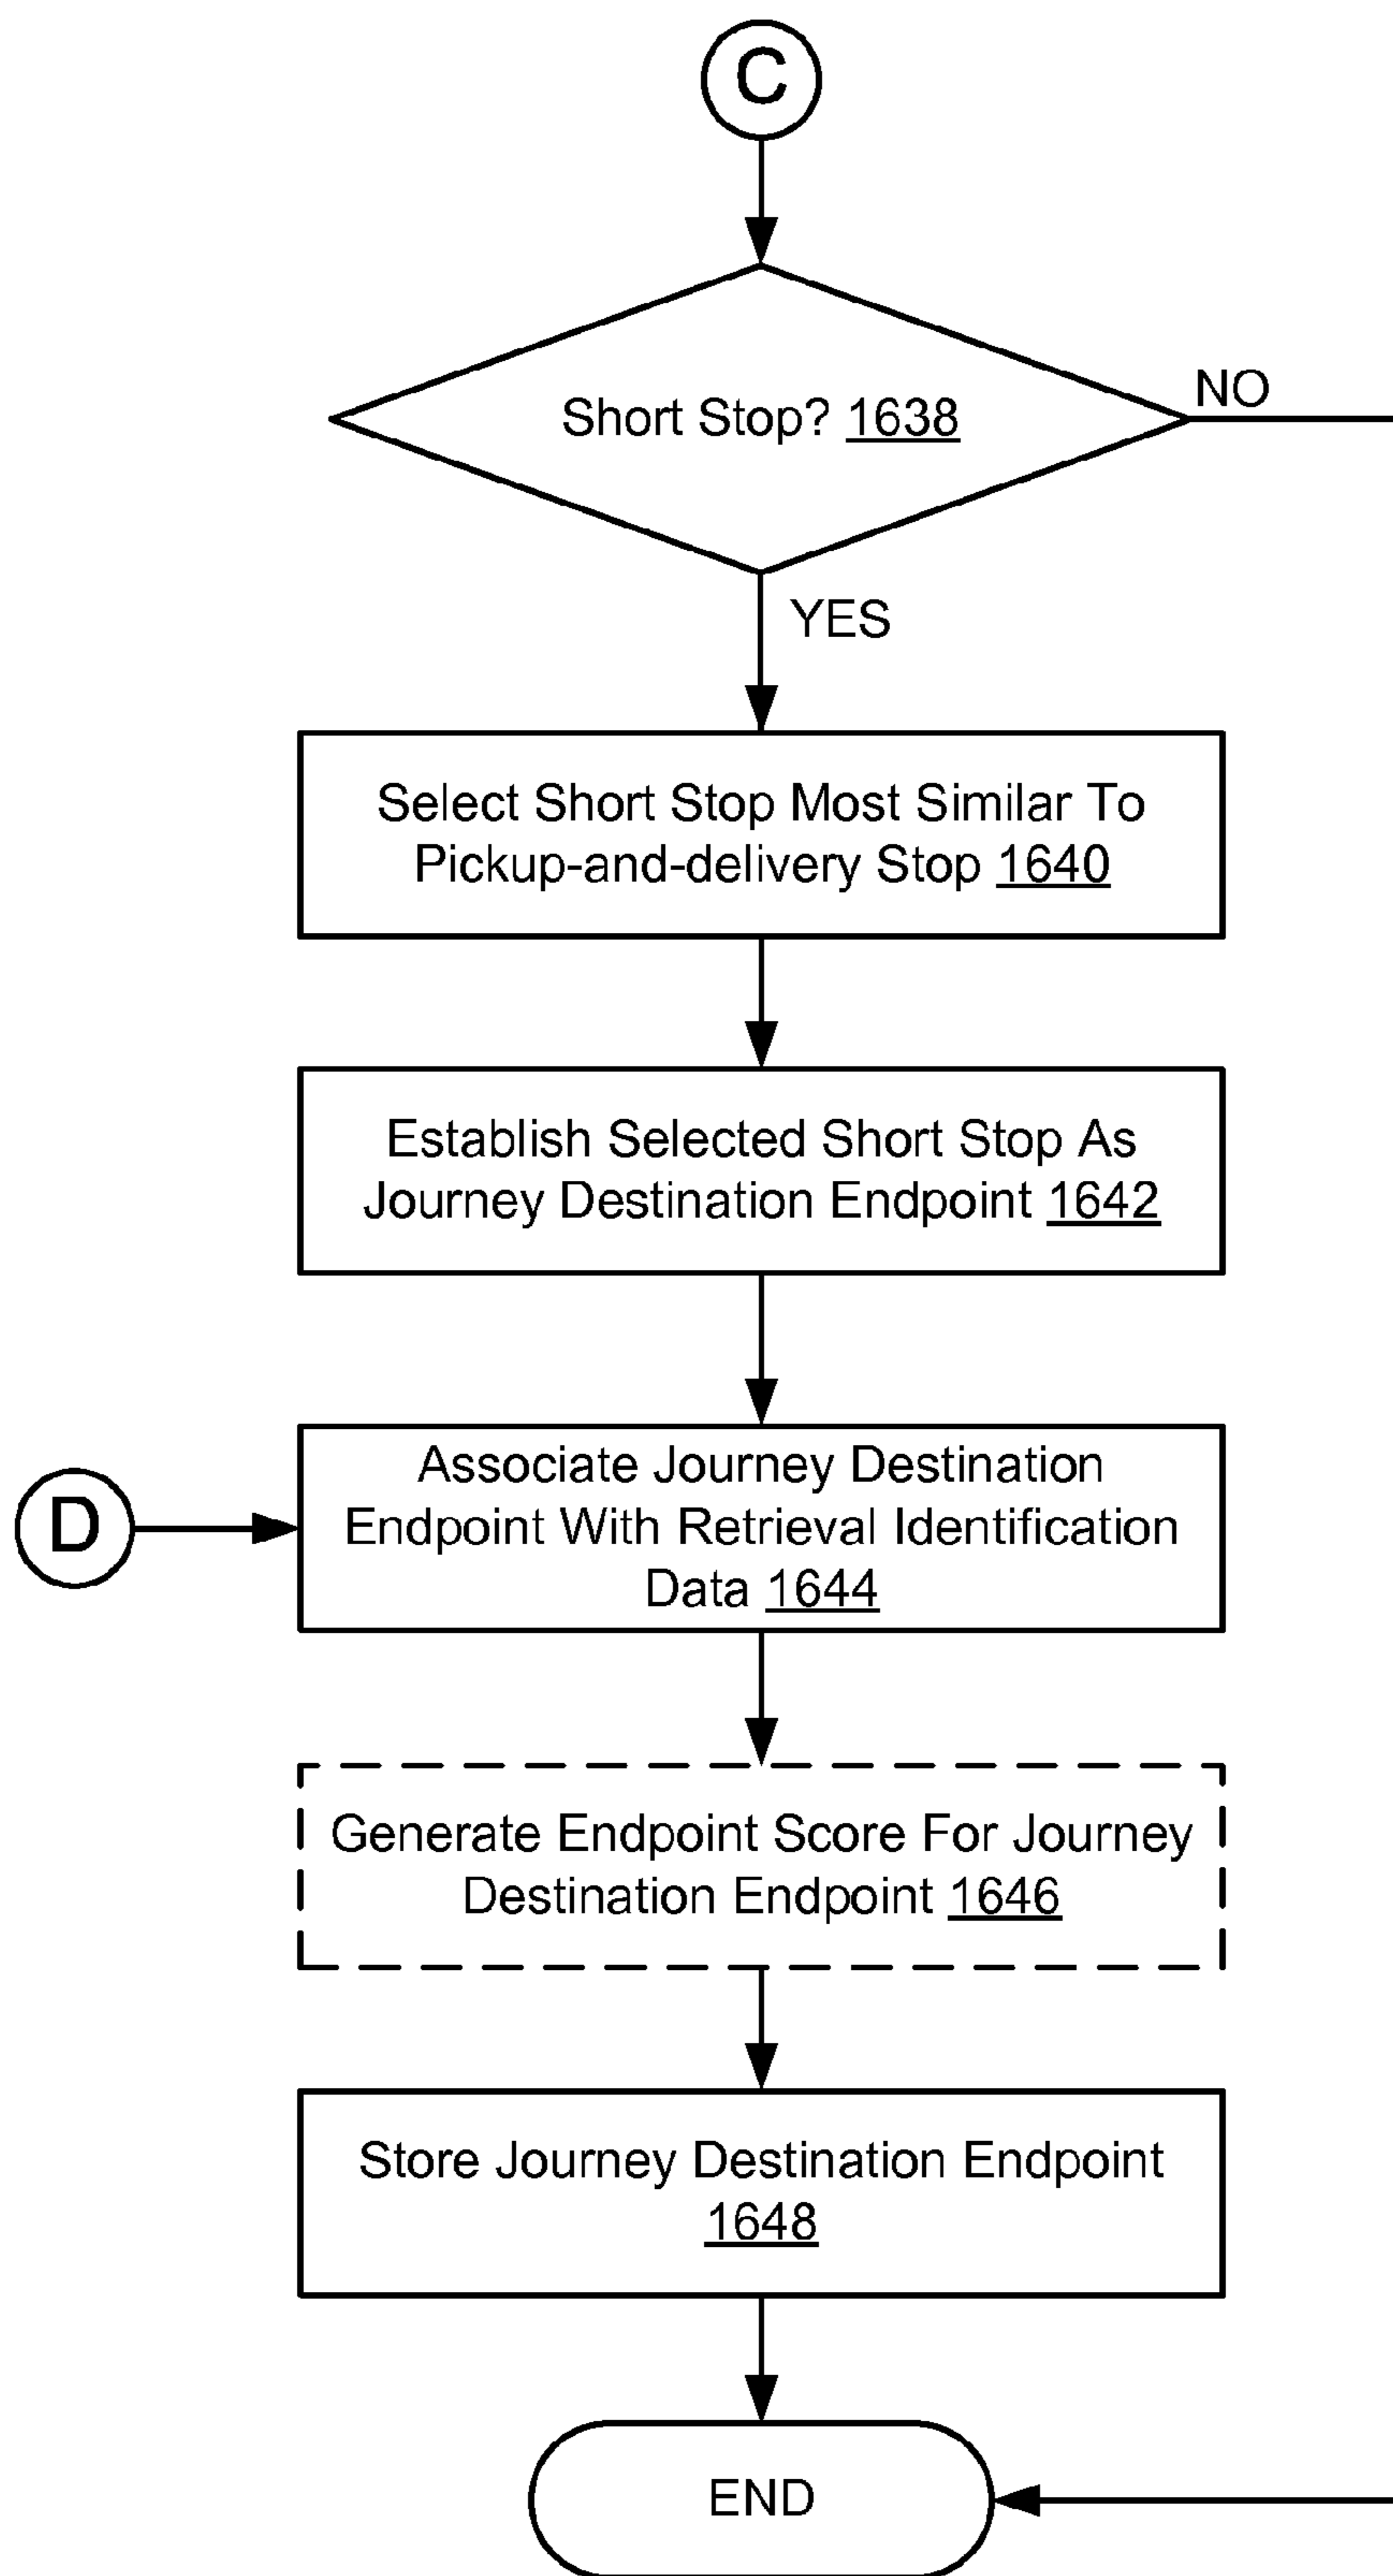 C
Short Stop? 1638
NO
YES
Select Short Stop Most Similar To
Pickup-and-delivery Stop 1640
Establish Selected Short Stop As
Journey Destination Endpoint 1642
Associate Journey Destination
Endpoint With Retrieval Identification
Data 1644
D
Generate Endpoint Score For Journey
Destination Endpoint 1646
Store Journey Destination Endpoint
1648
END